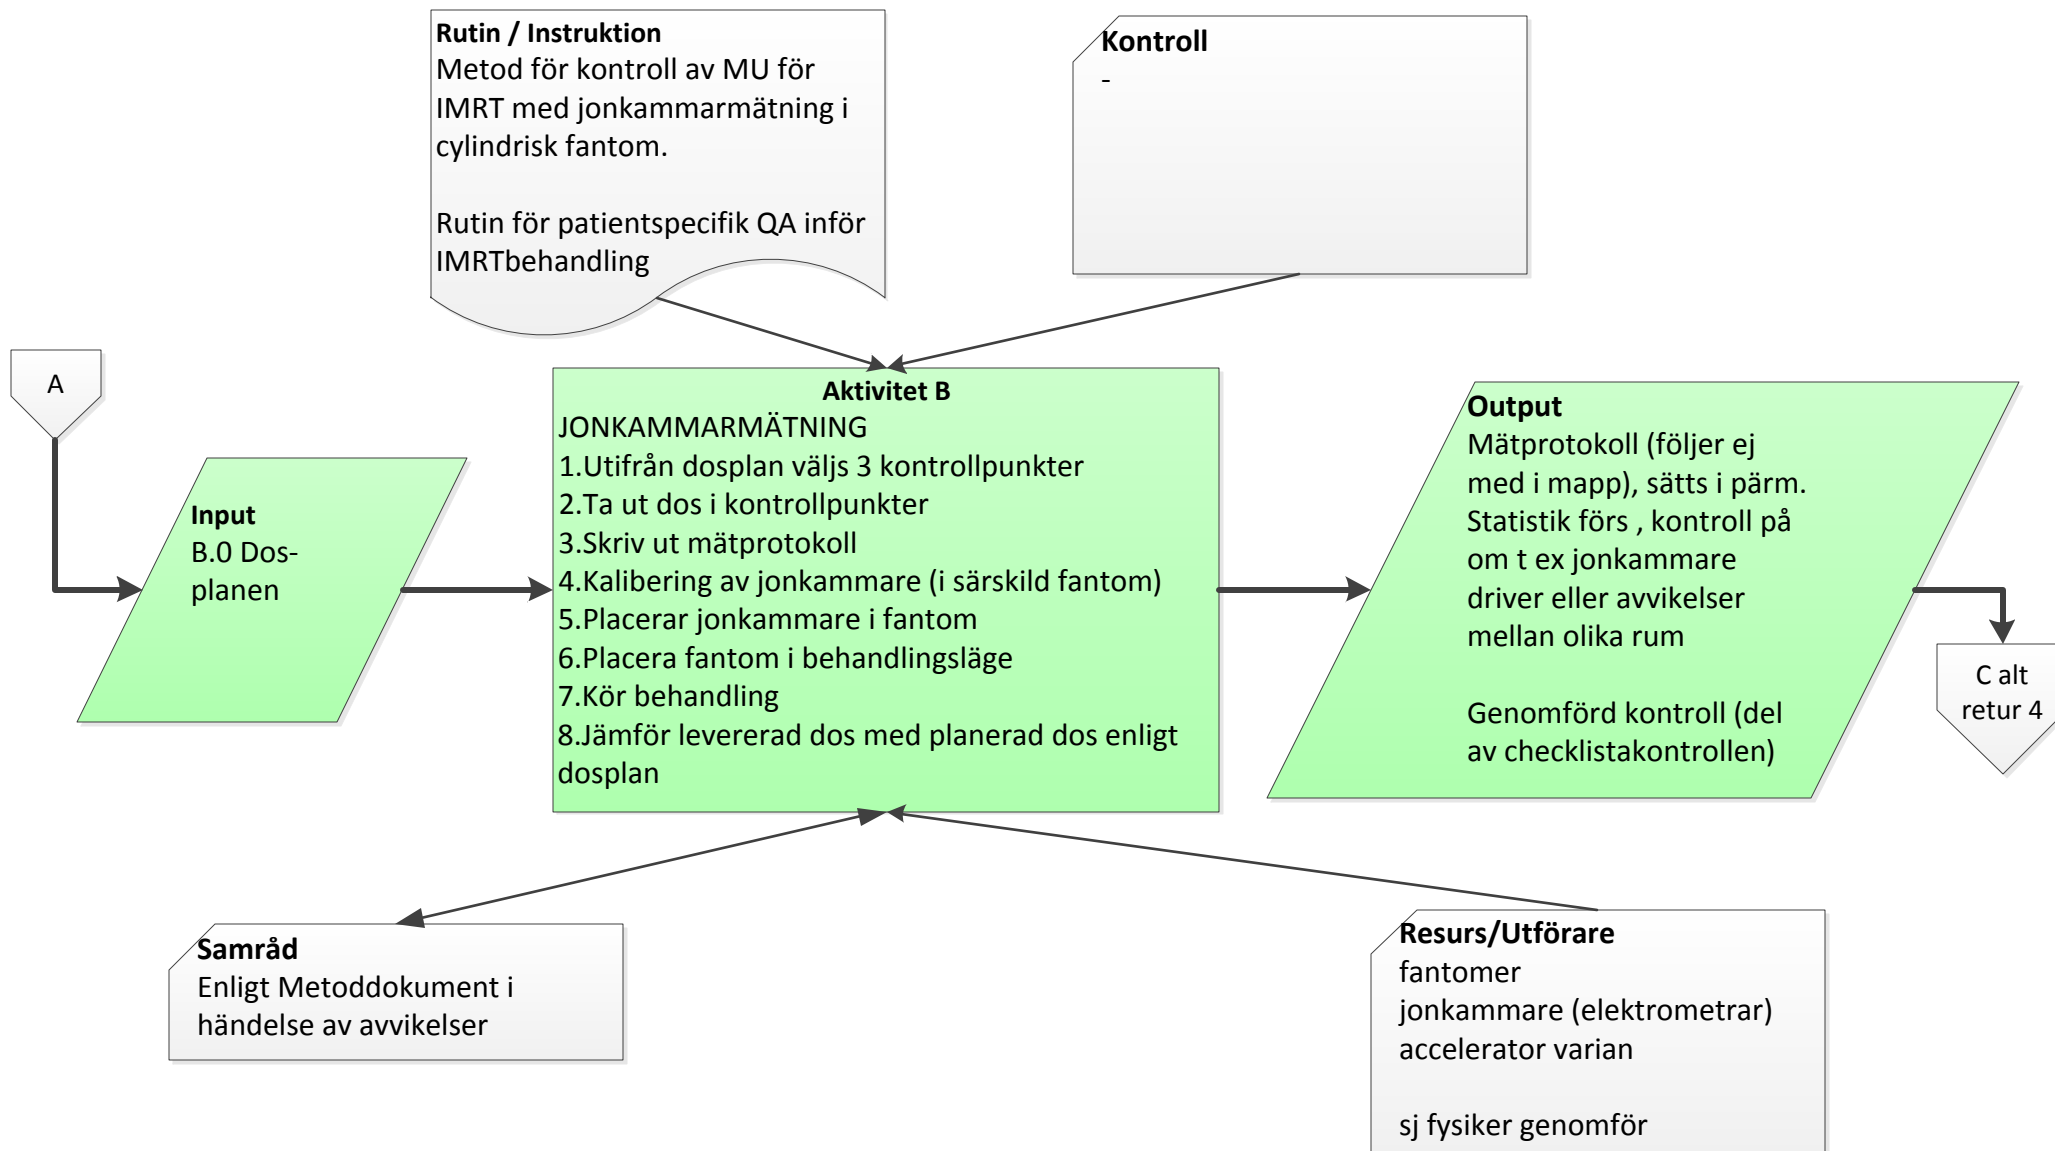 Rutin / Instruktion
Metod för kontroll av MU för
IMRT med jonkammarmätning i
cylindrisk fantom.
Rutin för patientspecifik QA inför
IMRTbehandling
Kontroll
-
A
Input
B.0 Dos-
planen
Aktivitet B
JONKAMMARMÄTNING
1.Utifrån dosplan väljs 3 kontrollpunkter
2.Ta ut dos i kontrollpunkter
3.Skriv ut mätprotokoll
4.Kalibering av jonkammare (i särskild fantom)
5.Placerar jonkammare i fantom
6.Placera fantom i behandlingsläge
7.Kör behandling
8.Jämför levererad dos med planerad dos enligt
dosplan
Output
Mätprotokoll (följer ej
med i mapp), sätts i pärm.
Statistik förs , kontroll på
om t ex jonkammare
driver eller avvikelser
mellan olika rum
Genomförd kontroll (del
av checklistakontrollen)
C alt
retur 4
Samråd
Enligt Metoddokument i
händelse av avvikelser
Resurs/Utförare
fantomer
jonkammare (elektrometrar)
accelerator varian
sj fysiker genomför